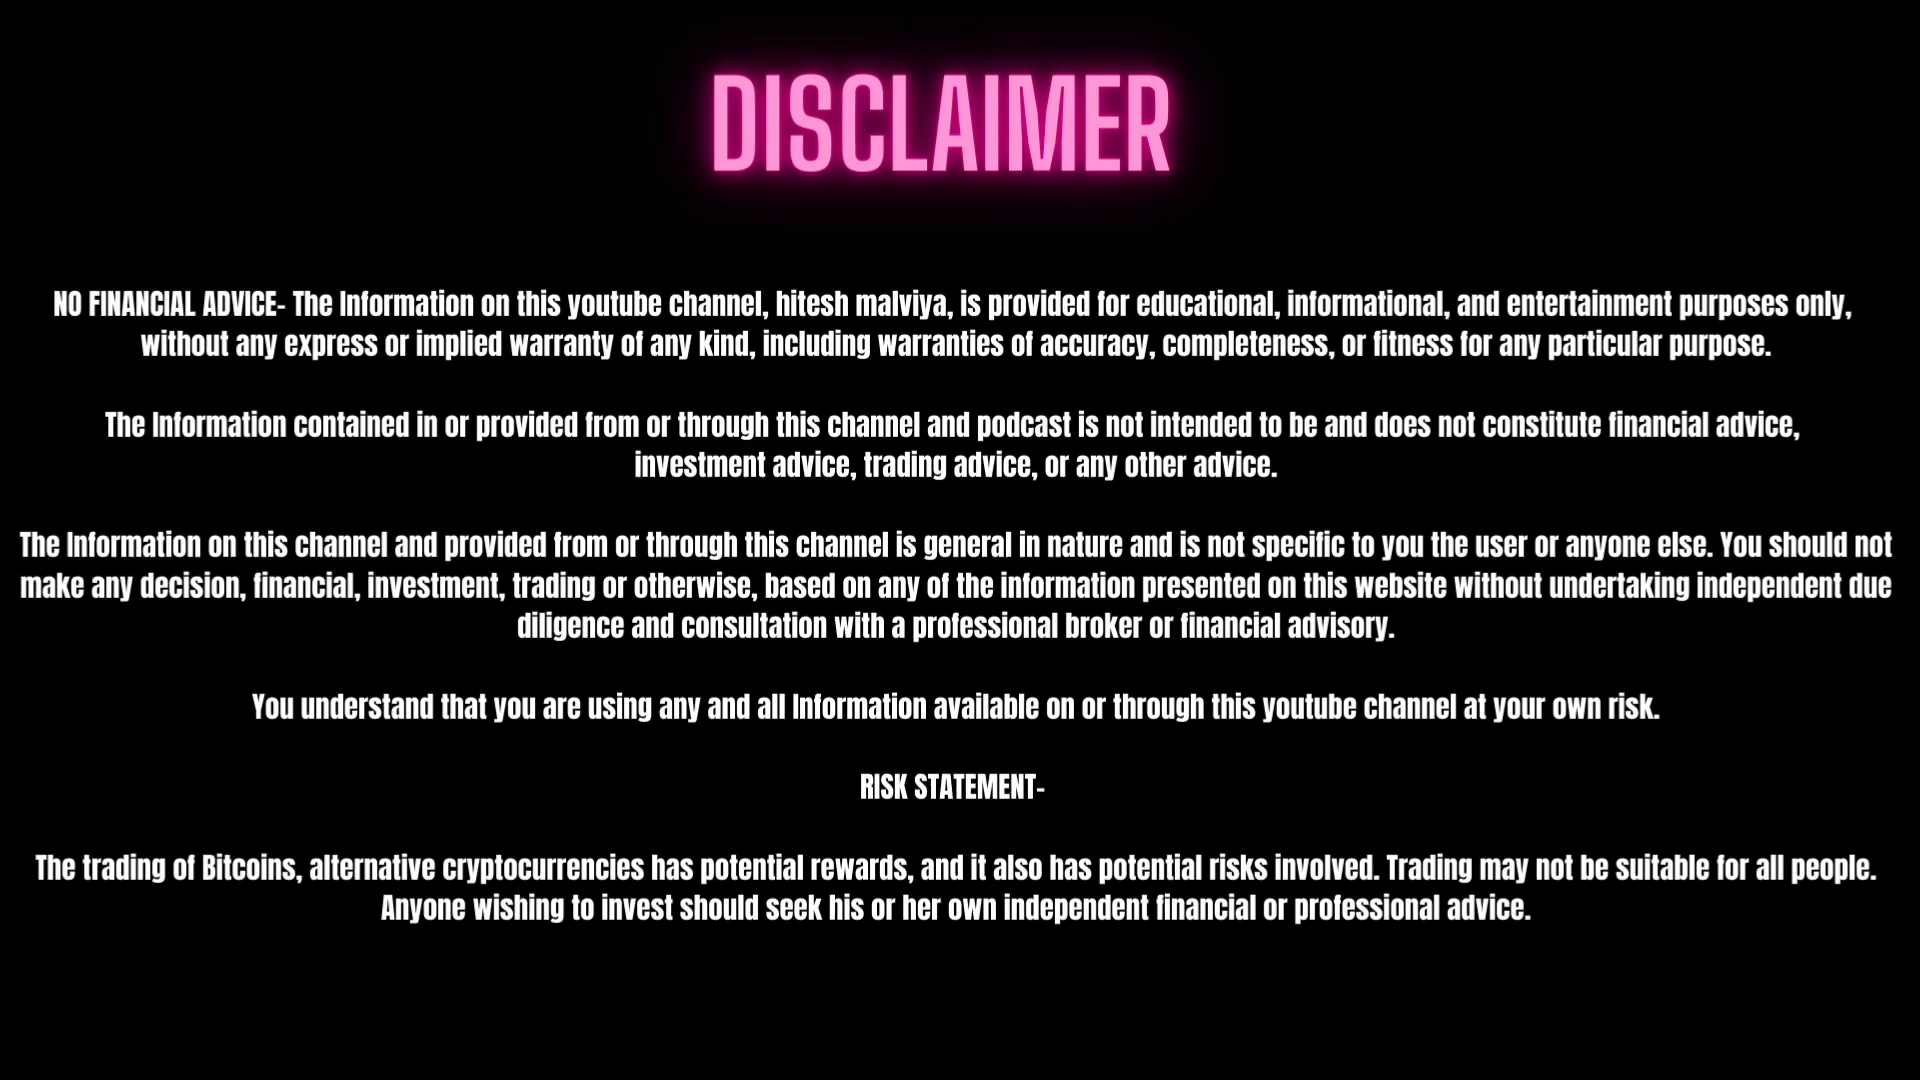 DISCLAIMER
NO FINANCIAL ADVICE- The Information on this youtube channel, hitesh malviya, is provided for educational, informational, and entertainment purposes only,
without any express or implied warranty of any kind, including warranties of accuracy, completeness, or fitness for any particular purpose.
The Information contained in or provided from or through this channel and podcast is not intended to be and does not constitute financial advice,
investment advice, trading advice, or any other advice.
The Information on this channel and provided from or through this channel is general in nature and is not specific to you the user or anyone else. You should not
make any decision, financial, investment, trading or otherwise, based on any of the information presented on this website without undertaking independent due
diligence and consultation with a professional broker or financial advisory.
You understand that you are using any and all Information available on or through this youtube channel at your own risk.
RISK STATEMENT-
The trading of Bitcoins, alternative cryptocurrencies has potential rewards, and it also has potential risks involved. Trading may not be suitable for all people.
Anyone wishing to invest should seek his or her own independent financial or professional advice.